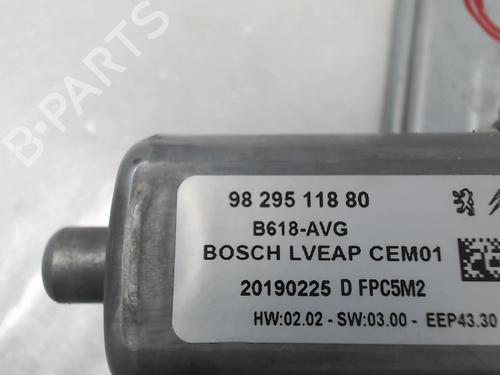 B-PARTS
98 295 118 80
B618-AVG
BOSCH LVEAP CEM01
20190225 D FPC5M2
HW:02.02 - SW:03.00 - EEP43.30